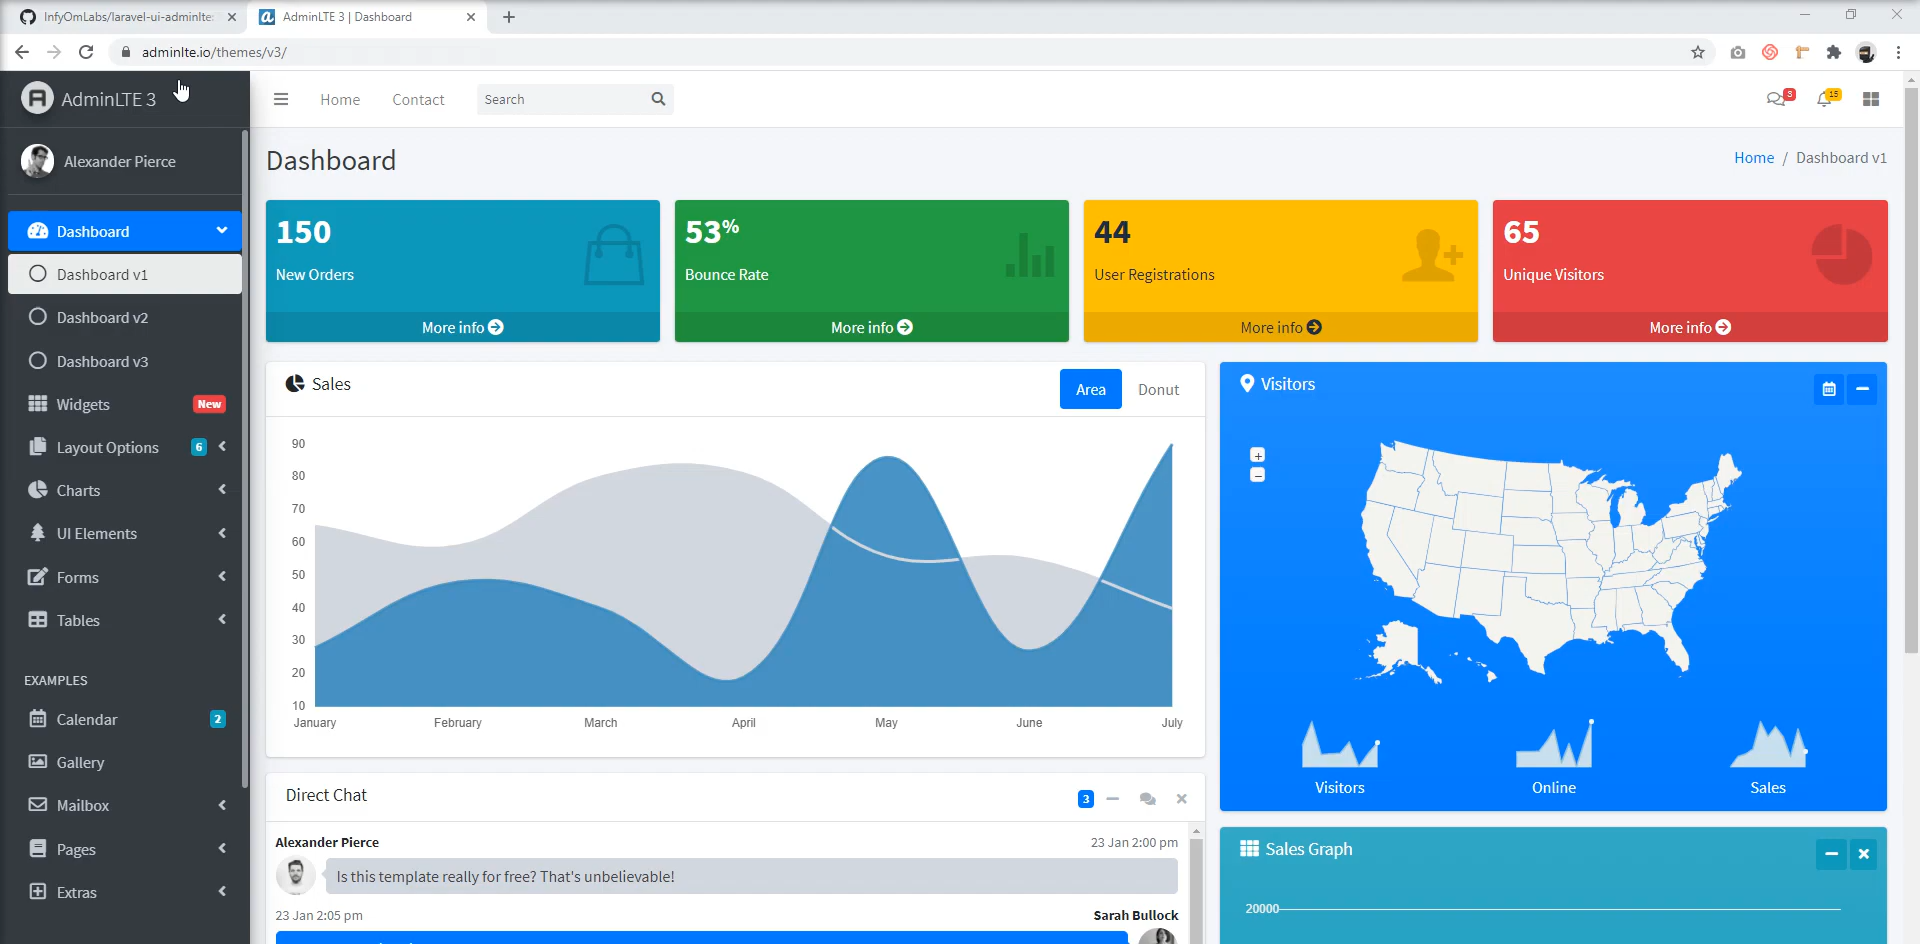 InfyOmLabs/laravel-ui-adminlte:
AdminLTE 3 | Dashboard
adminlte.io/themes/v3/
AdminLTE 3
Home
Contact
Search
3
15
Alexander Pierce
Dashboard
Home / Dashboard v1
Dashboard
Dashboard v1
Dashboard v2
Dashboard v3
Widgets New
Layout Options 6
Charts
UI Elements
Forms
Tables
EXAMPLES
Calendar 2
Gallery
Mailbox
Pages
Extras
150
New Orders
More info
53%
Bounce Rate
More info
44
User Registrations
More info
65
Unique Visitors
More info
Sales
Area
Donut
90
80
70
60
50
40
30
20
10
January February March April May June July
Visitors
+
−
Visitors
Online
Sales
Direct Chat
3
Alexander Pierce 23 Jan 2:00 pm
Is this template really for free? That's unbelievable!
23 Jan 2:05 pm Sarah Bullock
Sales Graph
20000